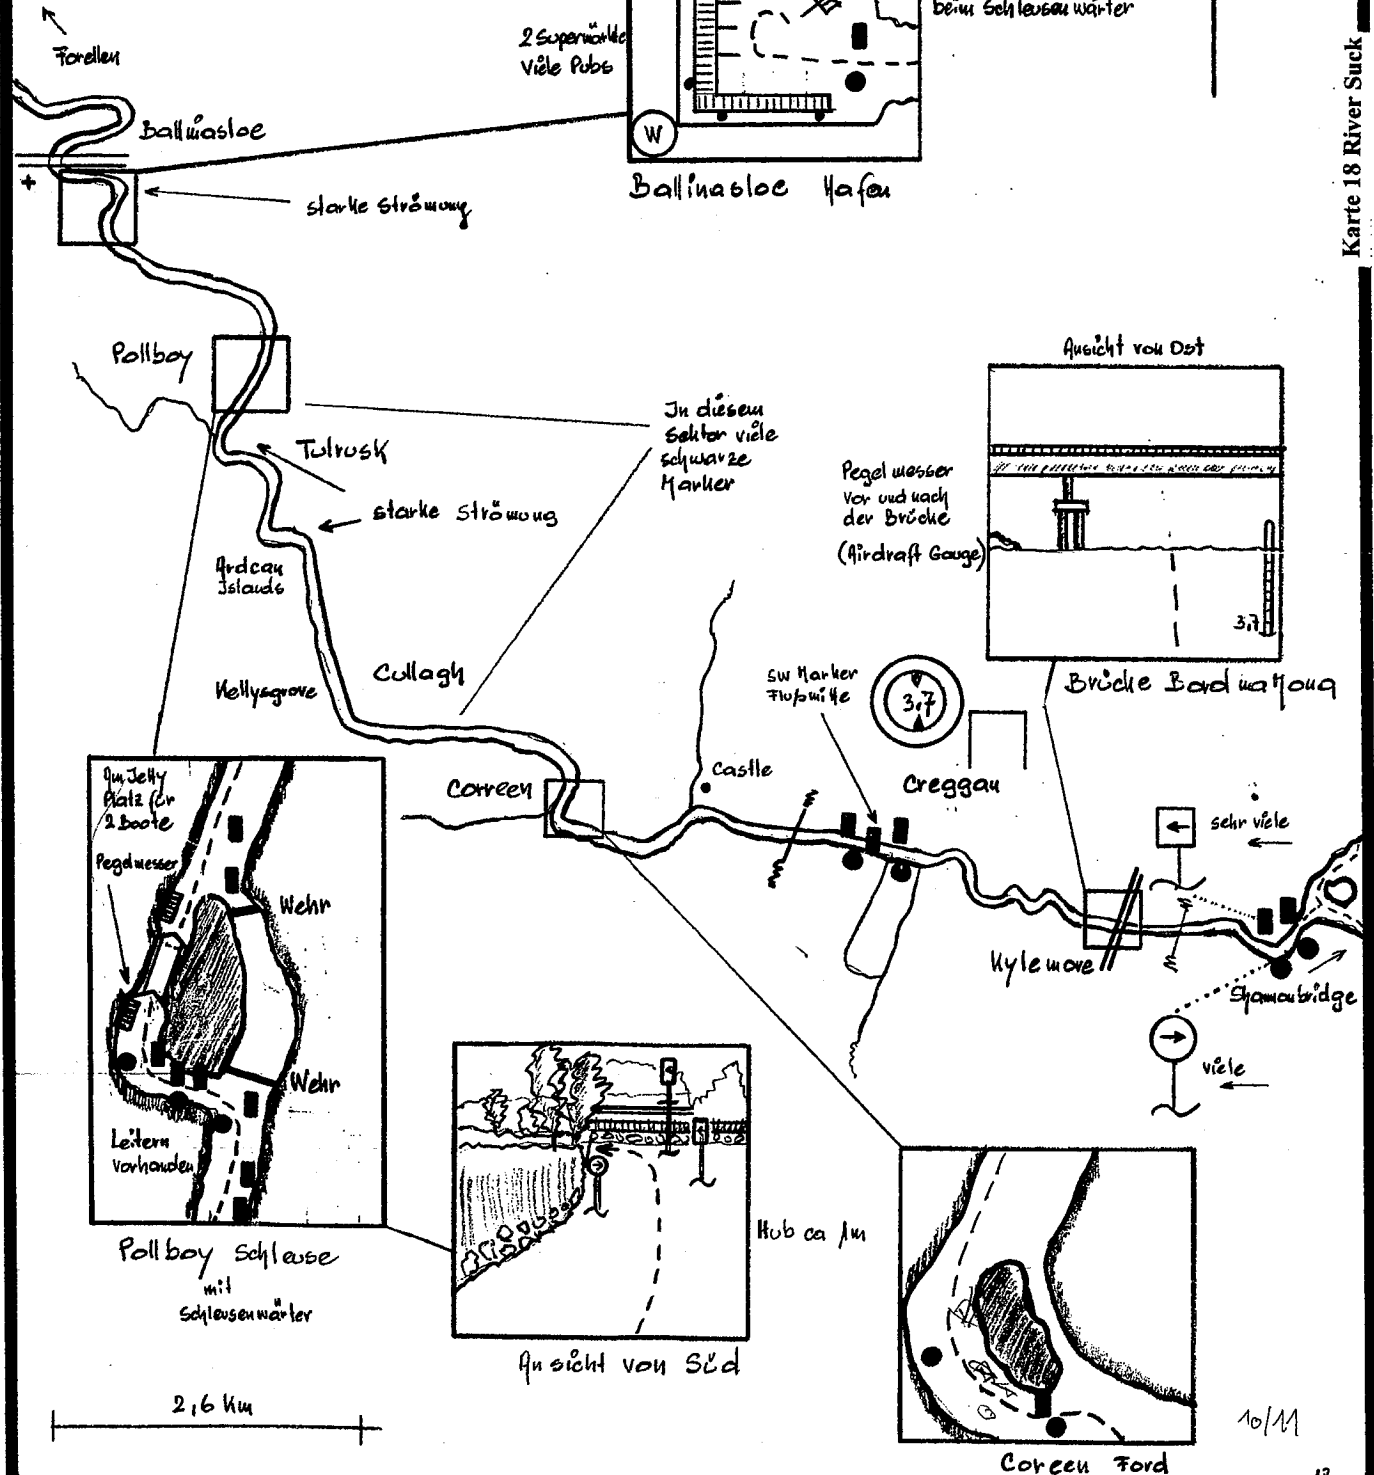 beim Schleusenwärter
2 Supermärkte
Viele Pubs
Forellen
Karte 18 River Suck
Ballinasloe
W
Ballinasloe Hafen
starke Strömung
Pollboy
Ansicht von Ost
In diesem
Sektor viele
schwarze
Marker
Tulrusk
Pegelmesser
vor und nach
der Brücke
(Airdraft Gauge)
starke Strömung
Ardcan
Islands
3,7
Cullagh
Kellysgrove
SW Marker
Flußmitte
3,7
Brücke Bord na Mona
Castle
Creggan
Correen
sehr viele
Am Jetty
Platz für
2 Boote
Pegelmesser
Wehr
Kylemore
Shannonbridge
viele
Wehr
Leitern
vorhanden
Hub ca 1m
Pollboy Schleuse
mit
Schleusenwärter
Ansicht von Süd
2,6 Km
10/11
Coreen Ford